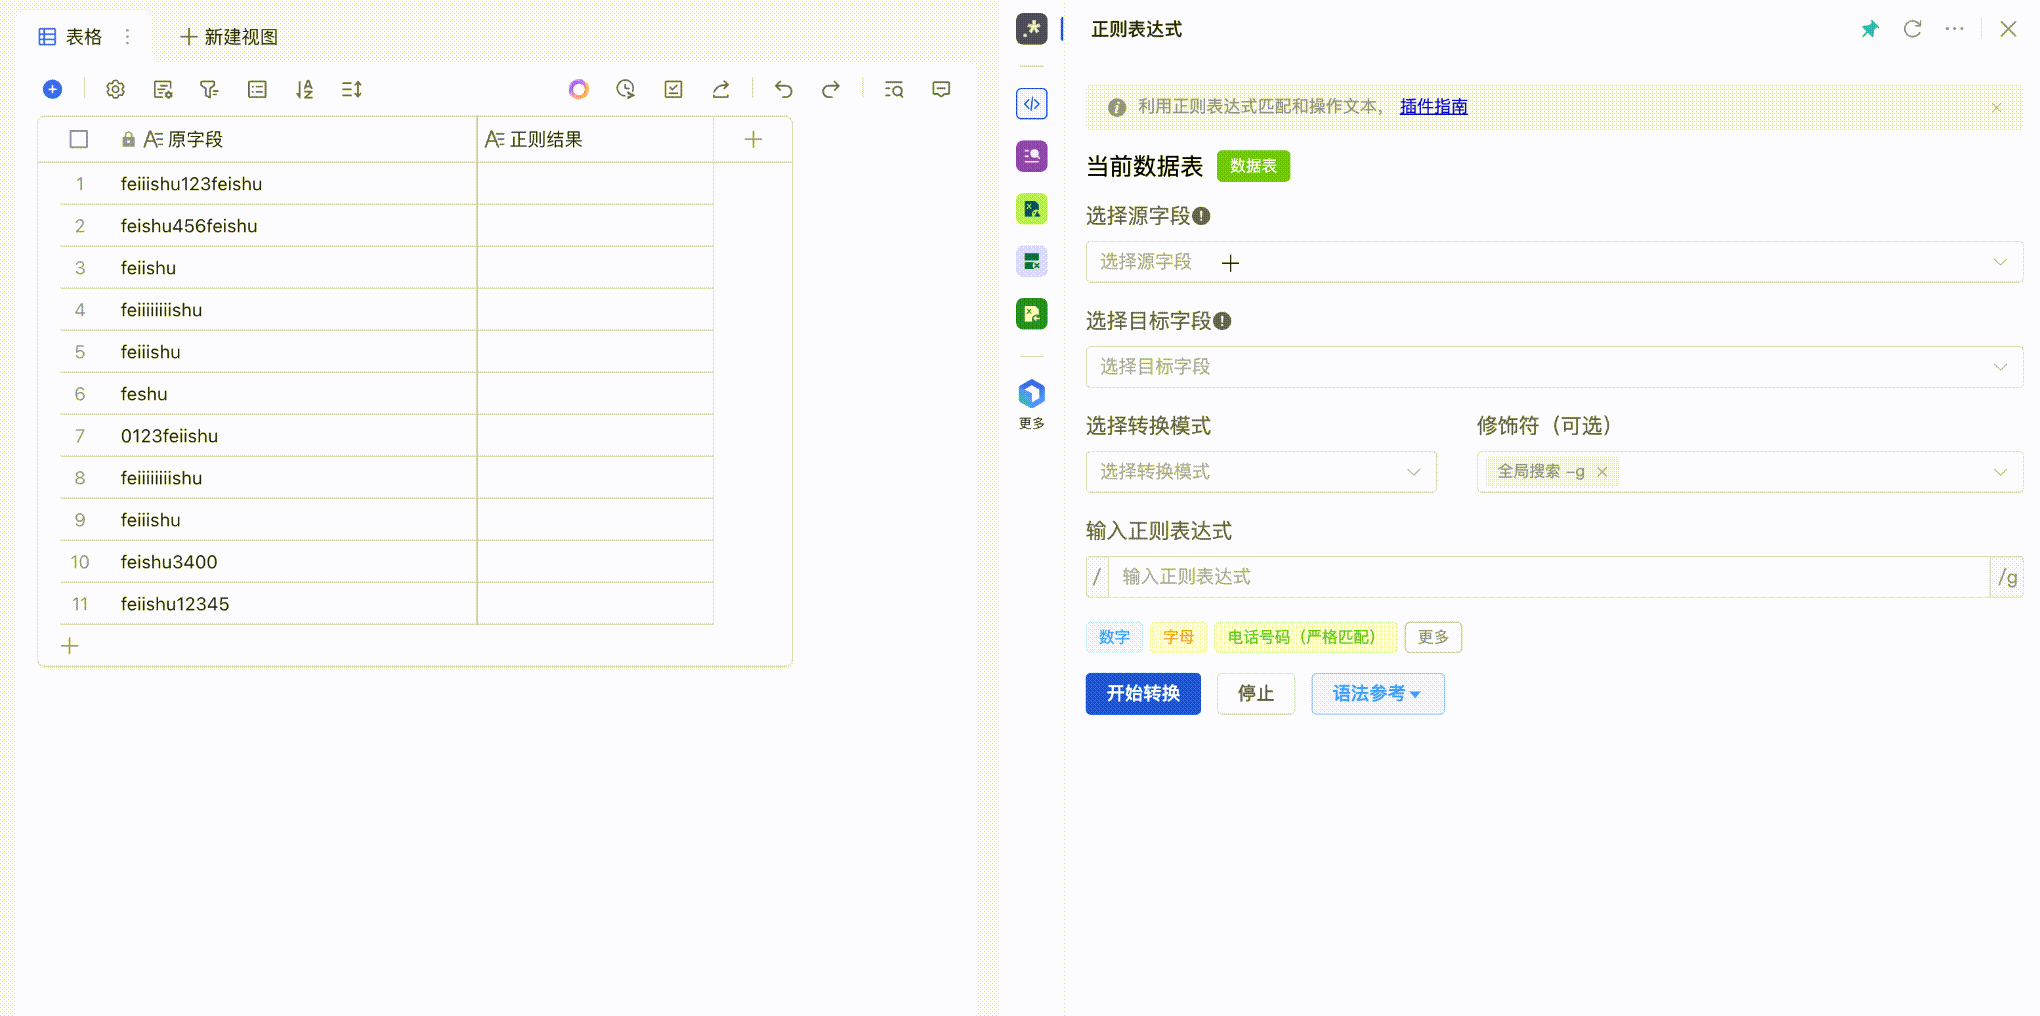 表格
新建视图
原字段 正则结果
1 feiiishu123feishu
2 feishu456feishu
3 feiishu
4 feiiiiiiiishu
5 feiiishu
6 feshu
7 0123feiishu
8 feiiiiiiiishu
9 feiiishu
10 feishu3400
11 feiishu12345
更多
正则表达式
利用正则表达式匹配和操作文本， 插件指南
当前数据表 数据表
选择源字段
选择源字段
选择目标字段
选择目标字段
选择转换模式 修饰符（可选）
选择转换模式 全局搜索 -g
输入正则表达式
/ 输入正则表达式 /g
数字 字母 电话号码（严格匹配） 更多
开始转换 停止 语法参考